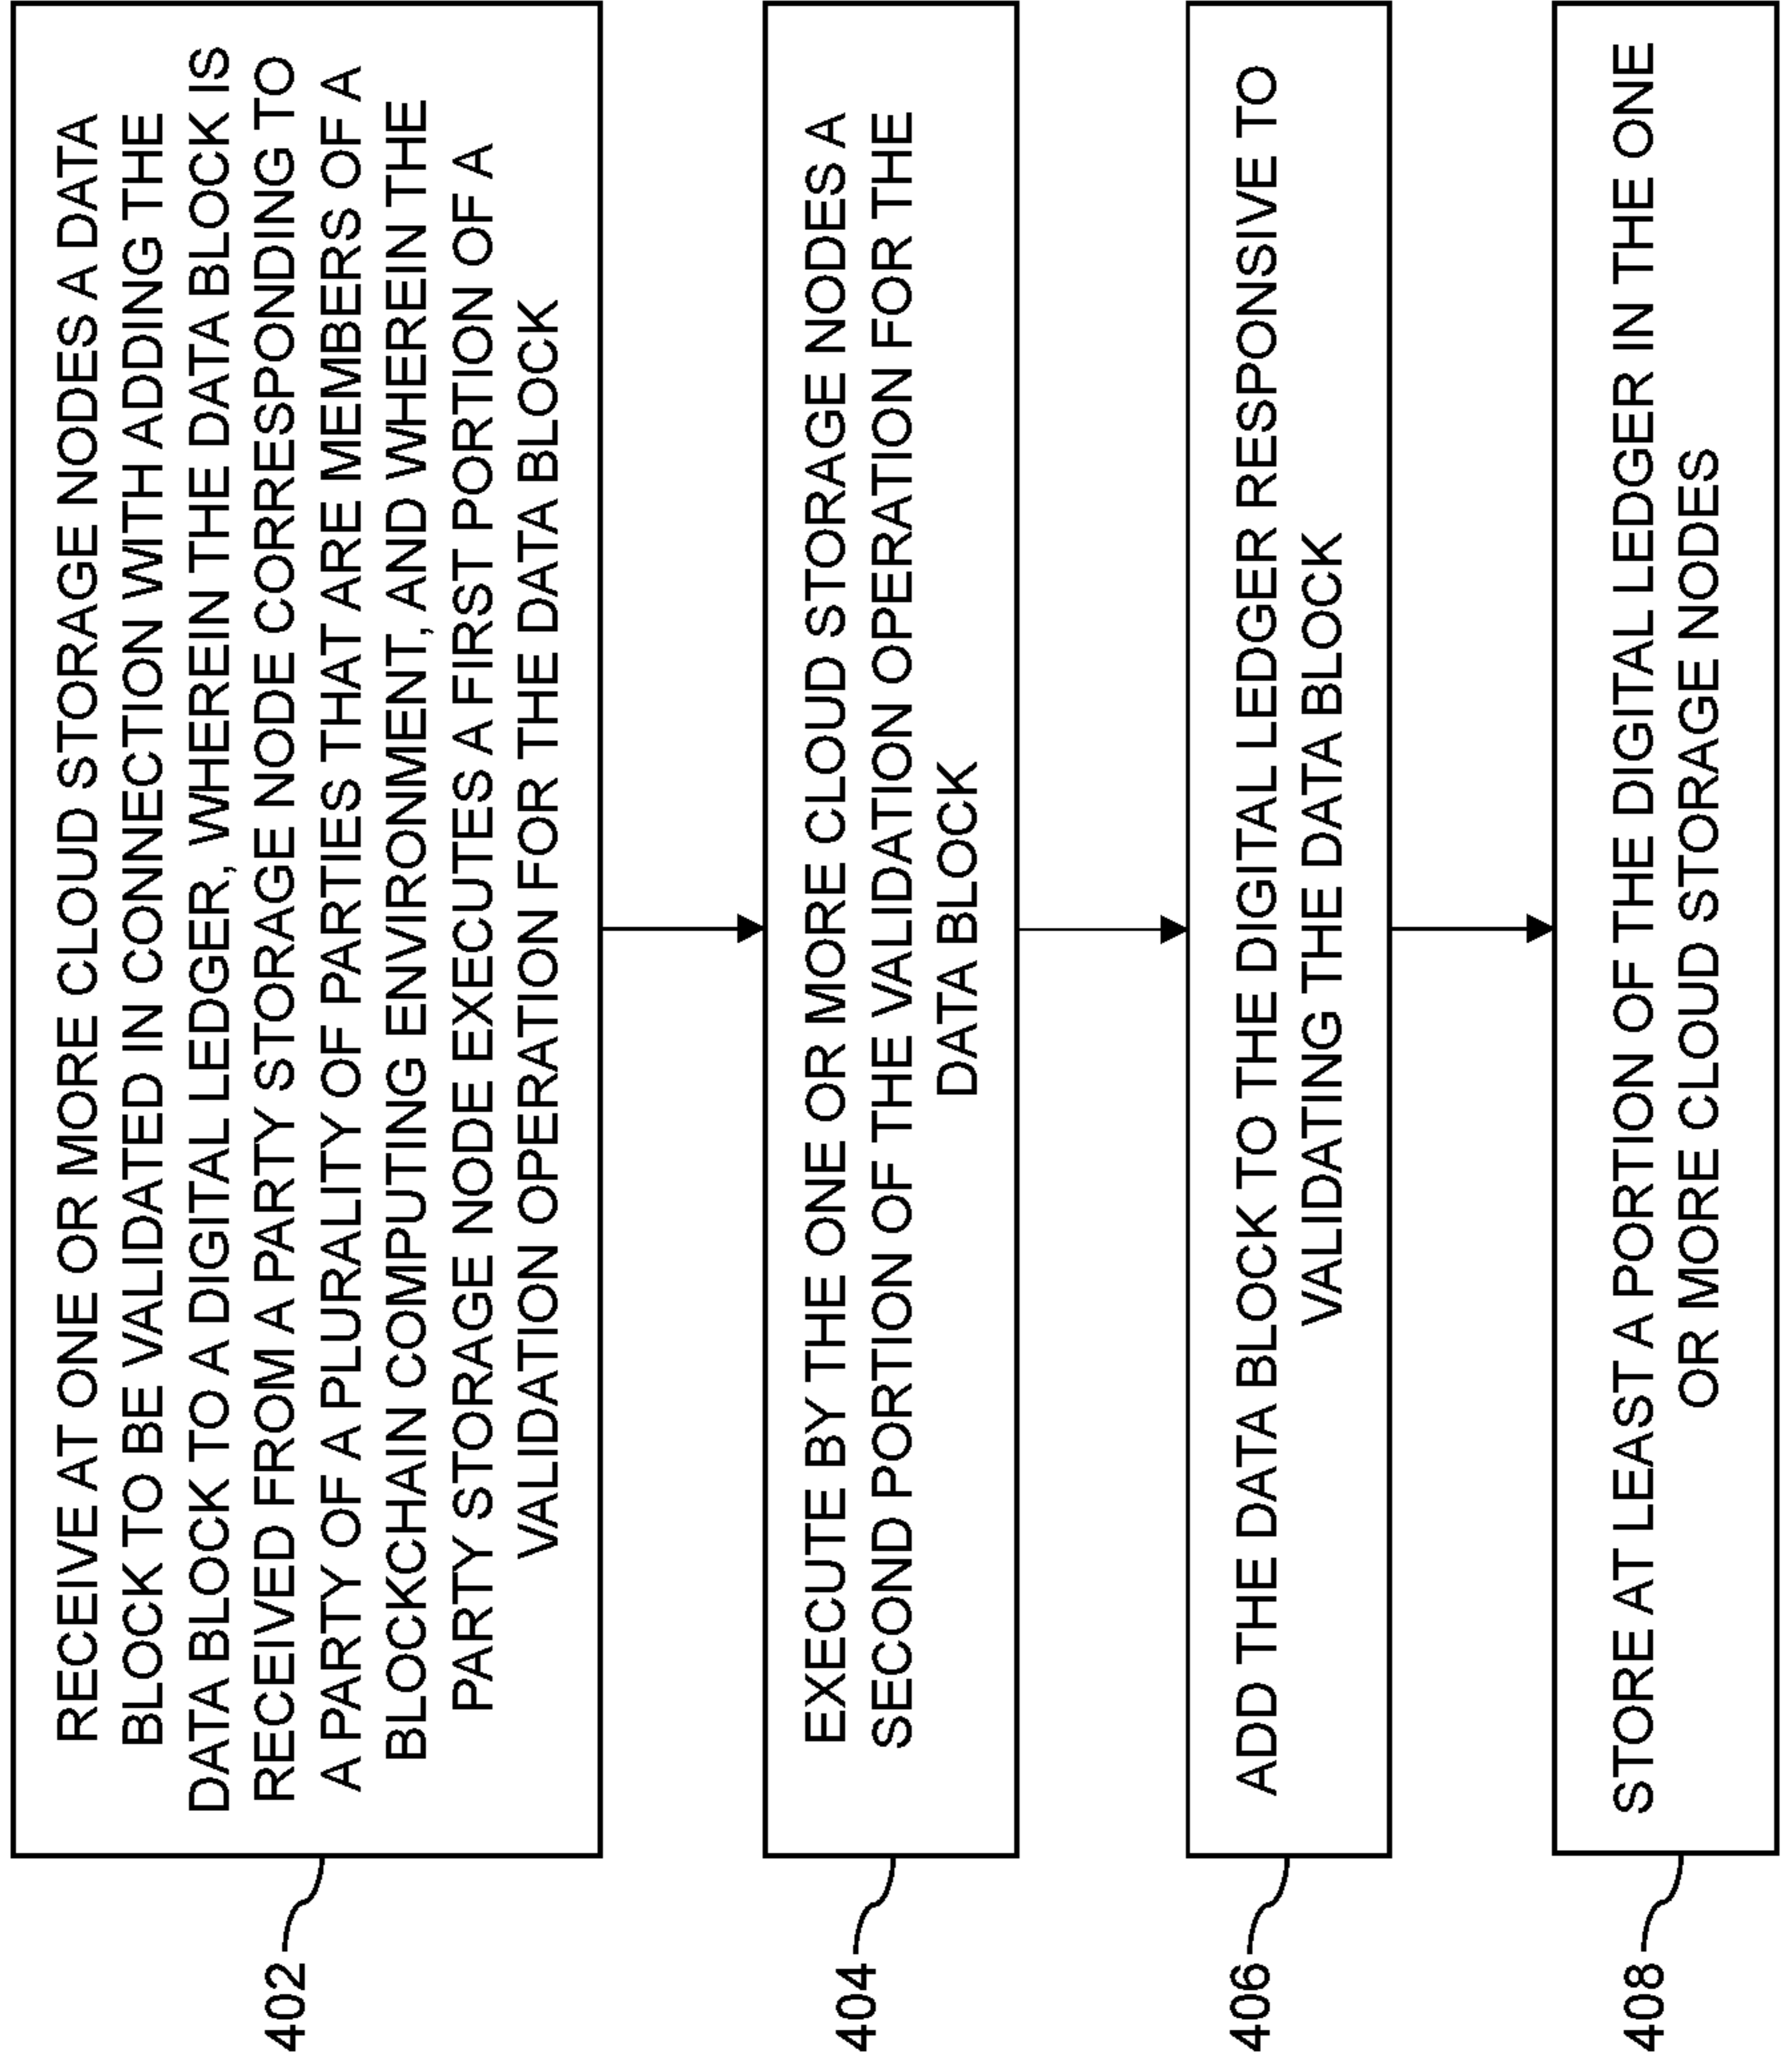 402
RECEIVE AT ONE OR MORE CLOUD STORAGE NODES A DATA
BLOCK TO BE VALIDATED IN CONNECTION WITH ADDING THE
DATA BLOCK TO A DIGITAL LEDGER, WHEREIN THE DATA BLOCK IS
RECEIVED FROM A PARTY STORAGE NODE CORRESPONDING TO
A PARTY OF A PLURALITY OF PARTIES THAT ARE MEMBERS OF A
BLOCKCHAIN COMPUTING ENVIRONMENT, AND WHEREIN THE
PARTY STORAGE NODE EXECUTES A FIRST PORTION OF A
VALIDATION OPERATION FOR THE DATA BLOCK
404
EXECUTE BY THE ONE OR MORE CLOUD STORAGE NODES A
SECOND PORTION OF THE VALIDATION OPERATION FOR THE
DATA BLOCK
406
ADD THE DATA BLOCK TO THE DIGITAL LEDGER RESPONSIVE TO
VALIDATING THE DATA BLOCK
408
STORE AT LEAST A PORTION OF THE DIGITAL LEDGER IN THE ONE
OR MORE CLOUD STORAGE NODES